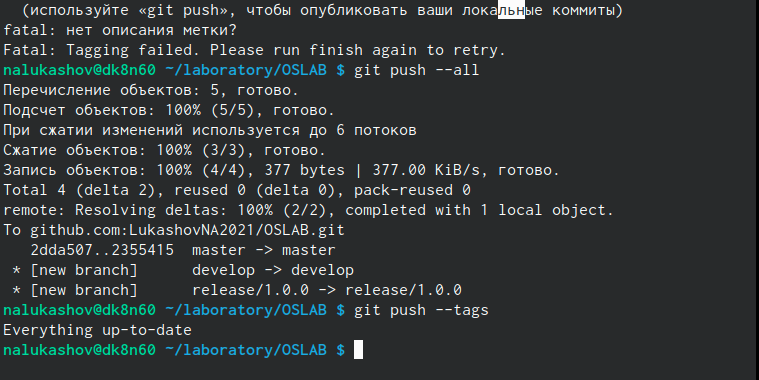 (используйте «git push», чтобы опубликовать ваши локальные коммиты)
fatal: нет описания метки?
Fatal: Tagging failed. Please run finish again to retry.
nalukashov@dk8n60 ~/laboratory/OSLAB $ git push --all
Перечисление объектов: 5, готово.
Подсчет объектов: 100% (5/5), готово.
При сжатии изменений используется до 6 потоков
Сжатие объектов: 100% (3/3), готово.
Запись объектов: 100% (4/4), 377 bytes | 377.00 KiB/s, готово.
Total 4 (delta 2), reused 0 (delta 0), pack-reused 0
remote: Resolving deltas: 100% (2/2), completed with 1 local object.
To github.com:LukashovNA2021/OSLAB.git
2dda507..2355415  master -> master
* [new branch]      develop -> develop
* [new branch]      release/1.0.0 -> release/1.0.0
nalukashov@dk8n60 ~/laboratory/OSLAB $ git push --tags
Everything up-to-date
nalukashov@dk8n60 ~/laboratory/OSLAB $